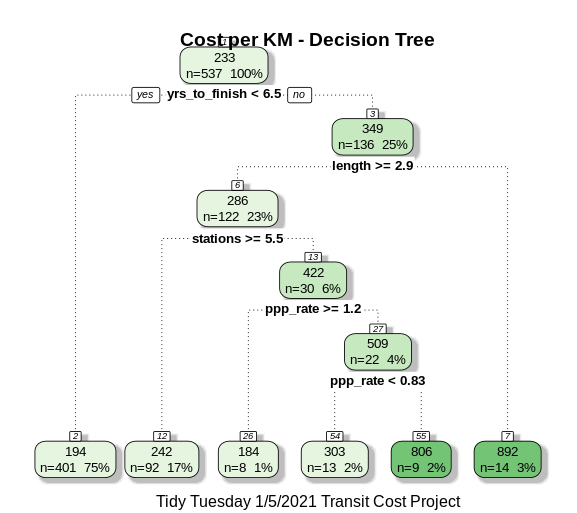 Cost per KM - Decision Tree
1
233
n=537 100%
yes yrs_to_finish < 6.5 no
3
349
n=136 25%
length >= 2.9
6
286
n=122 23%
stations >= 5.5
13
422
n=30 6%
ppp_rate >= 1.2
27
509
n=22 4%
ppp_rate < 0.83
2 12 26 54 55 7
194 242 184 303 806 892
n=401 75% n=92 17% n=8 1% n=13 2% n=9 2% n=14 3%
Tidy Tuesday 1/5/2021 Transit Cost Project